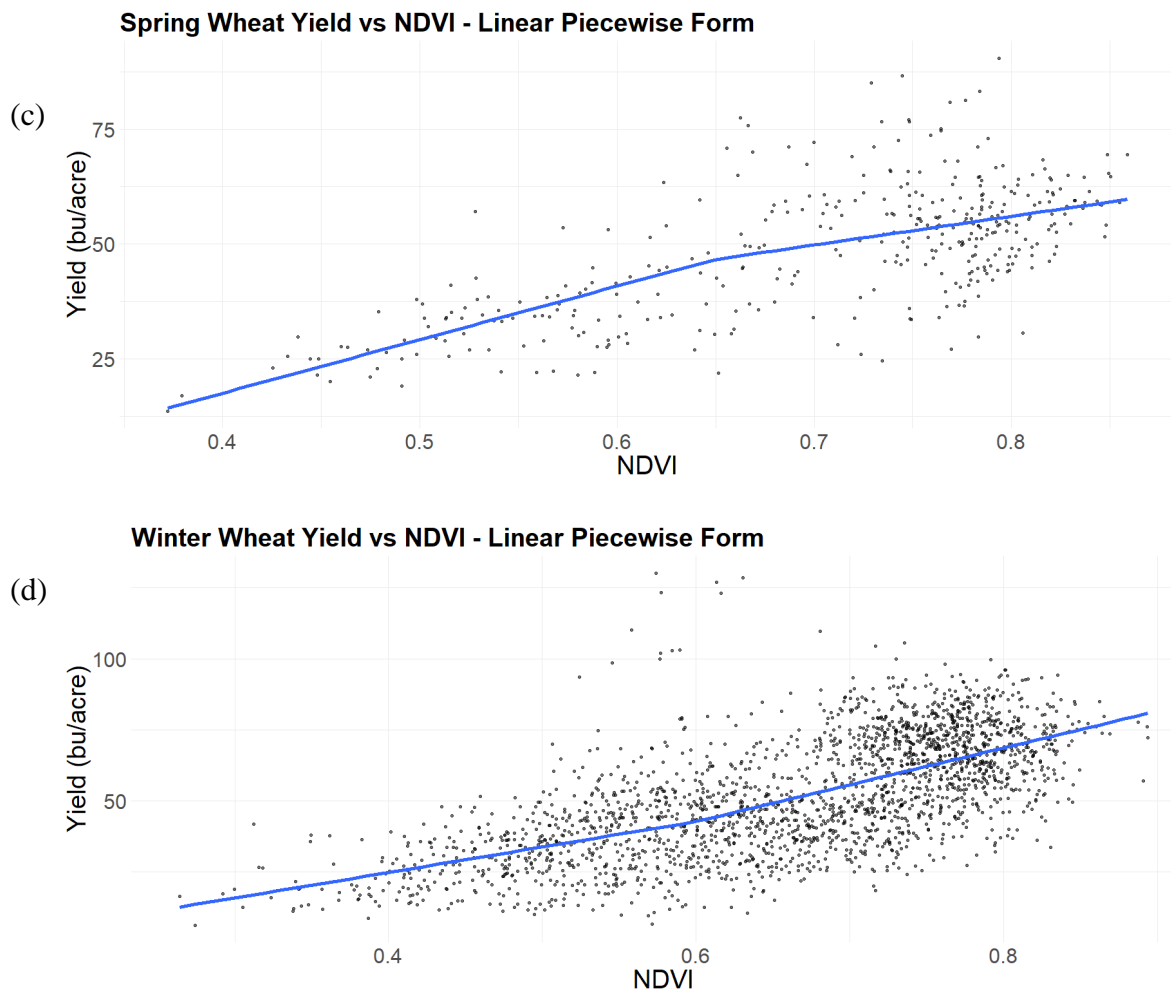 Spring Wheat Yield vs NDVI - Linear Piecewise Form
(c)
Yield (bu/acre)
75
50
25
0.4 0.5 0.6 0.7 0.8
NDVI
Winter Wheat Yield vs NDVI - Linear Piecewise Form
(d)
Yield (bu/acre)
100
50
0.4 0.6 0.8
NDVI